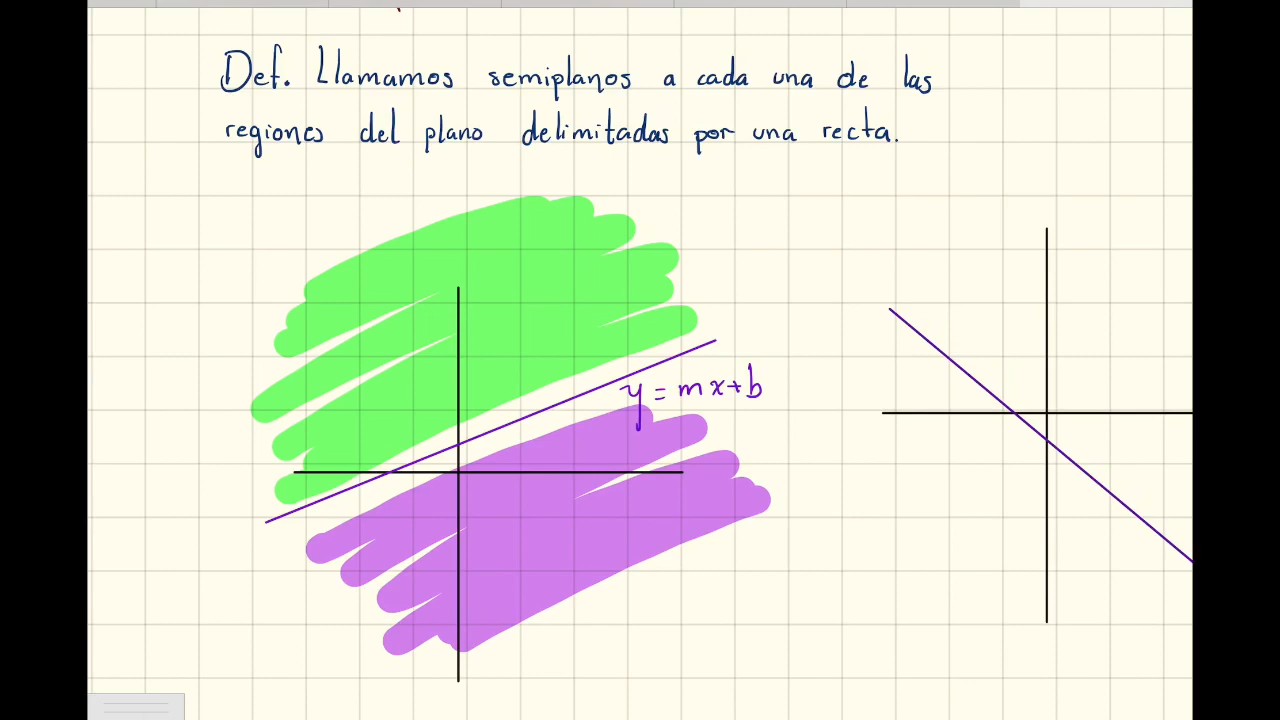 Def. Llamamos semiplanos a cada una de las
regiones del plano delimitadas por una recta.
y = mx+b